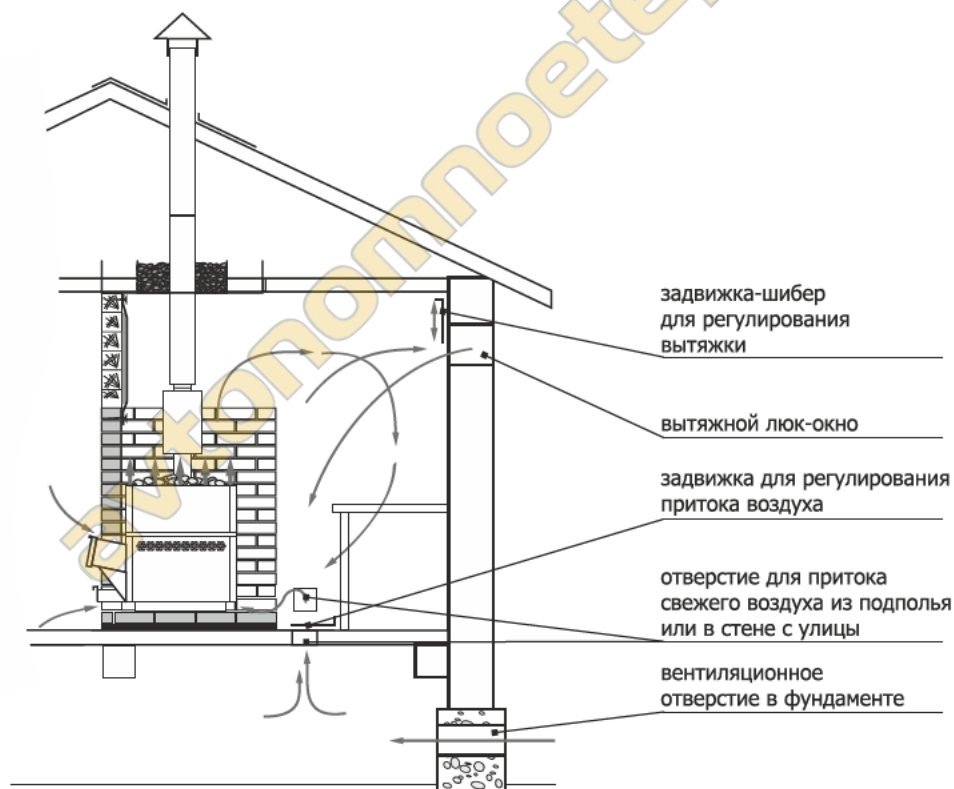 задвижка-шибер
для регулирования
вытяжки
вытяжной люк-окно
задвижка для регулирования
притока воздуха
отверстие для притока
свежего воздуха из подполья
или в стене с улицы
вентиляционное
отверстие в фундаменте